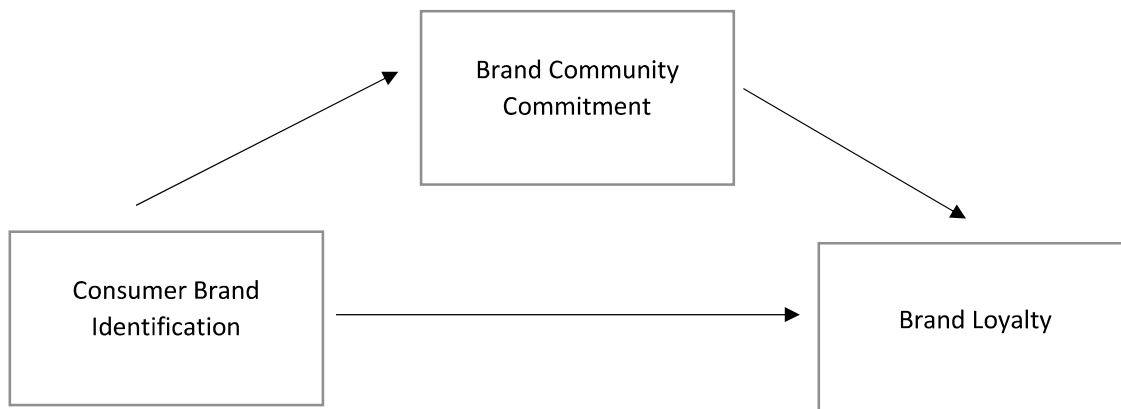 Brand Community
Commitment
Consumer Brand
Identification
Brand Loyalty